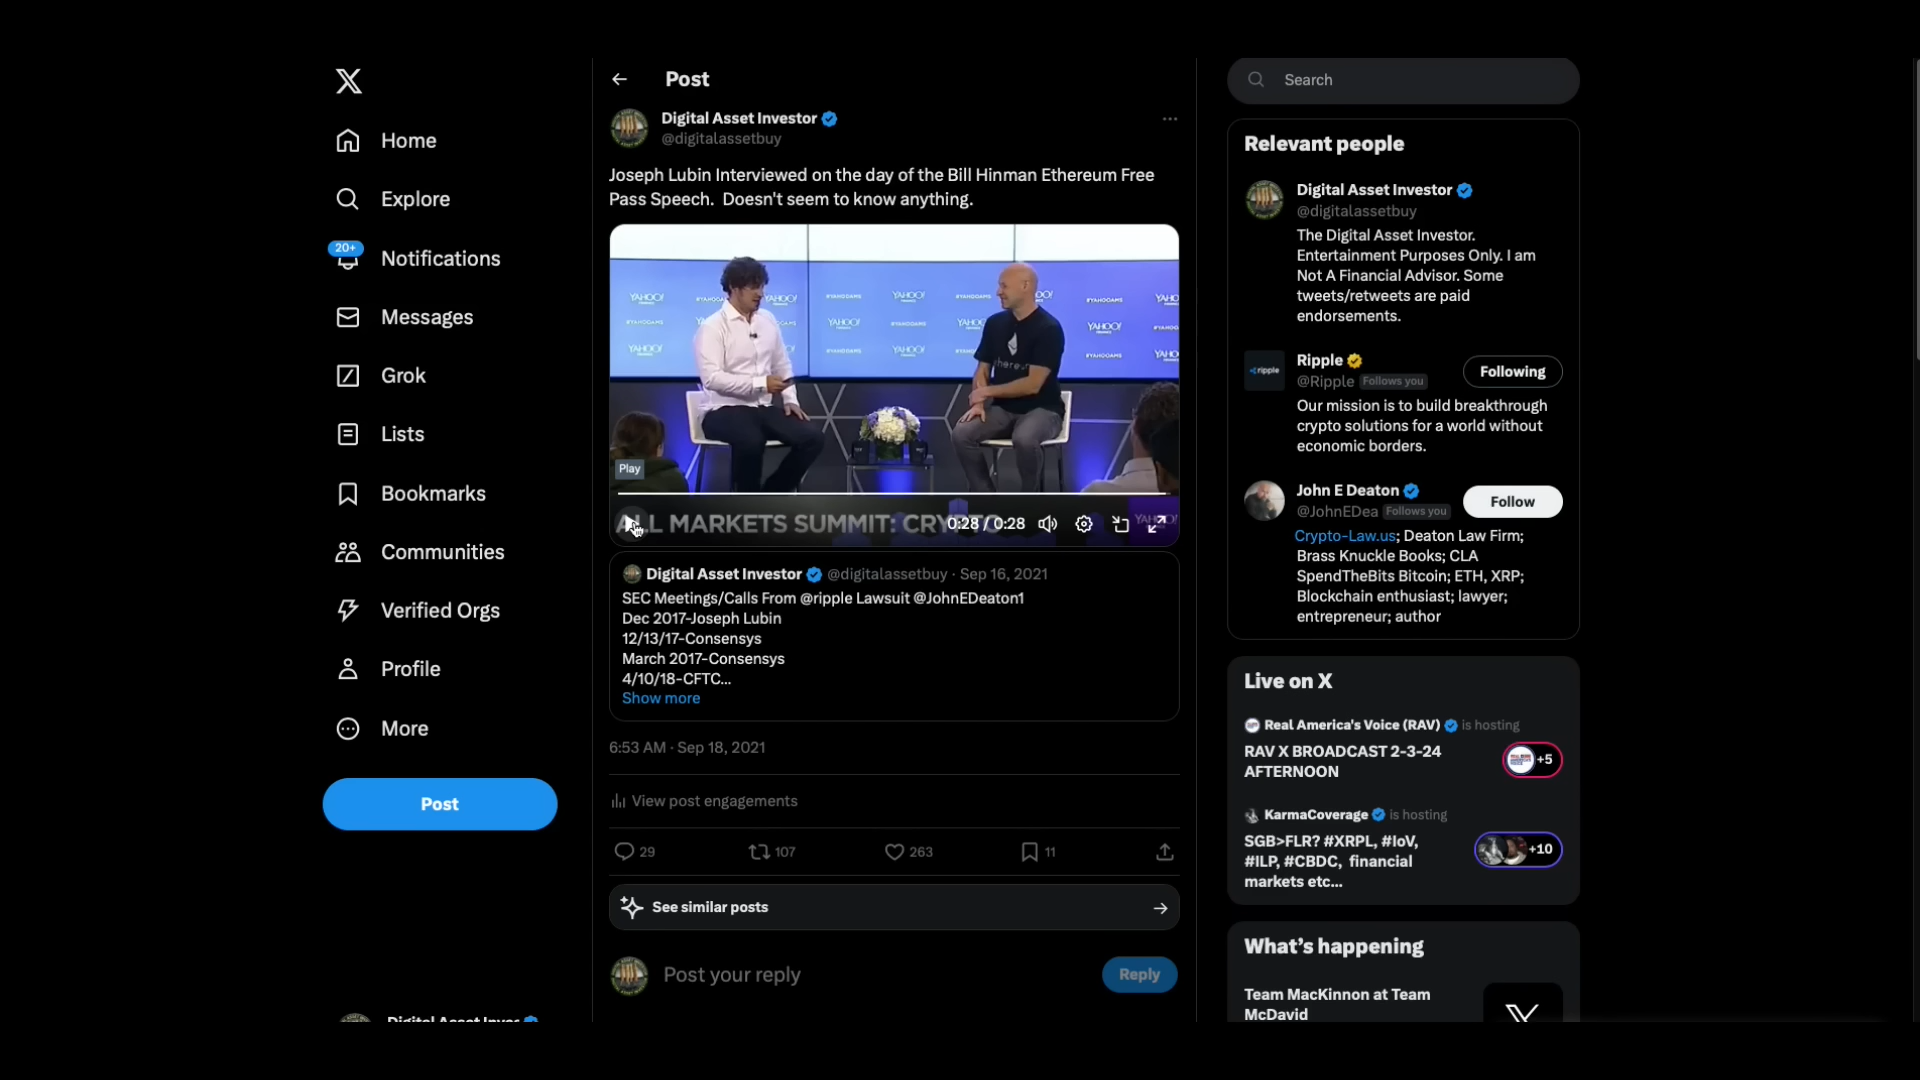 Post
Search
Digital Asset Investor
@digitalassetbuy
Joseph Lubin Interviewed on the day of the Bill Hinman Ethereum Free
Pass Speech. Doesn't seem to know anything.
Play
ALL MARKETS SUMMIT: CRYPTO
0:28 / 0:28
YAHOO!
Digital Asset Investor @digitalassetbuy · Sep 16, 2021
SEC Meetings/Calls From @ripple Lawsuit @JohnEDeaton1
Dec 2017-Joseph Lubin
12/13/17-Consensys
March 2017-Consensys
4/10/18-CFTC...
Show more
6:53 AM · Sep 18, 2021
View post engagements
29
107
263
11
See similar posts
Post your reply
Reply
Home
Explore
20+
Notifications
Messages
Grok
Lists
Bookmarks
Communities
Verified Orgs
Profile
More
Post
Relevant people
Digital Asset Investor
@digitalassetbuy
The Digital Asset Investor.
Entertainment Purposes Only. I am
Not A Financial Advisor. Some
tweets/retweets are paid
endorsements.
ripple
Ripple
@Ripple Follows you
Following
Our mission is to build breakthrough
crypto solutions for a world without
economic borders.
John E Deaton
@JohnEDea Follows you
Follow
Crypto-Law.us; Deaton Law Firm;
Brass Knuckle Books; CLA
SpendTheBits Bitcoin; ETH, XRP;
Blockchain enthusiast; lawyer;
entrepreneur; author
Live on X
Real America's Voice (RAV) is hosting
RAV X BROADCAST 2-3-24
AFTERNOON
+5
KarmaCoverage is hosting
SGB>FLR? #XRPL, #IoV,
#ILP, #CBDC, financial
markets etc...
+10
What's happening
Team MacKinnon at Team
McDavid